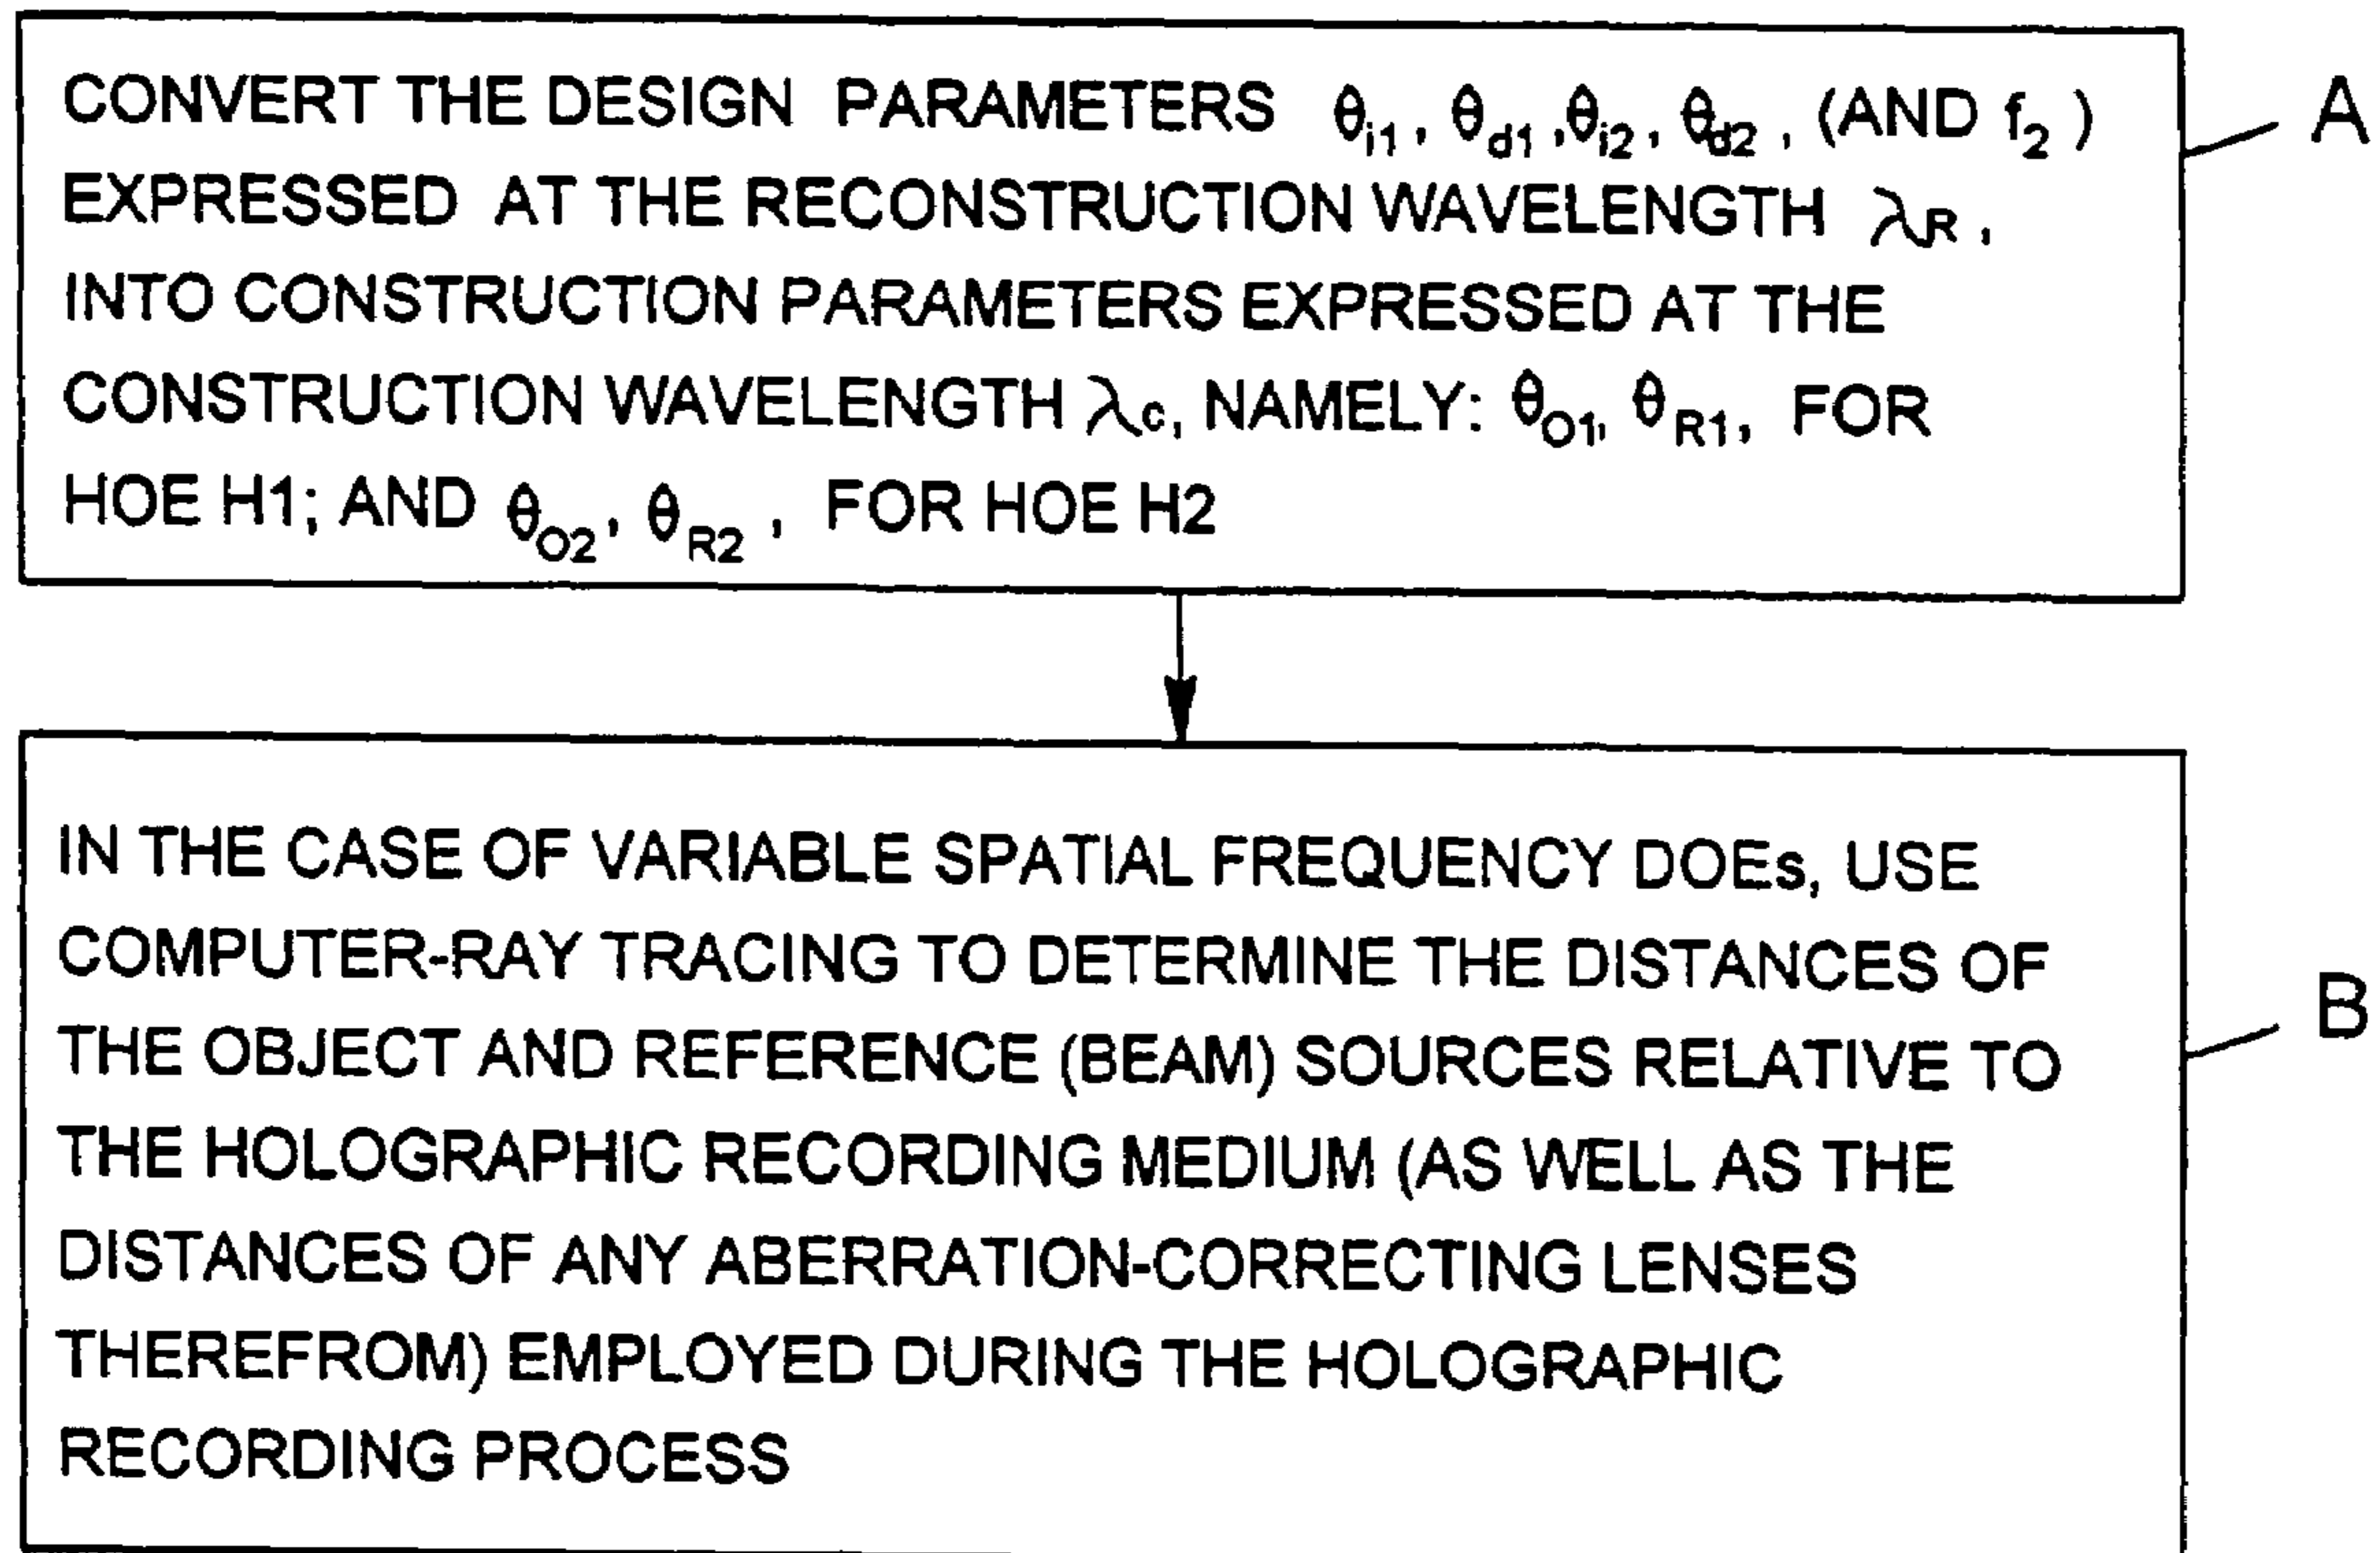 CONVERT THE DESIGN PARAMETERS θi1, θd1, θi2, θd2, (AND f2)
A
EXPRESSED AT THE RECONSTRUCTION WAVELENGTH λR,
INTO CONSTRUCTION PARAMETERS EXPRESSED AT THE
CONSTRUCTION WAVELENGTH λC, NAMELY: θO1, θR1, FOR
HOE H1; AND θO2, θR2, FOR HOE H2
IN THE CASE OF VARIABLE SPATIAL FREQUENCY DOEs, USE
COMPUTER-RAY TRACING TO DETERMINE THE DISTANCES OF
B
THE OBJECT AND REFERENCE (BEAM) SOURCES RELATIVE TO
THE HOLOGRAPHIC RECORDING MEDIUM (AS WELL AS THE
DISTANCES OF ANY ABERRATION-CORRECTING LENSES
THEREFROM) EMPLOYED DURING THE HOLOGRAPHIC
RECORDING PROCESS